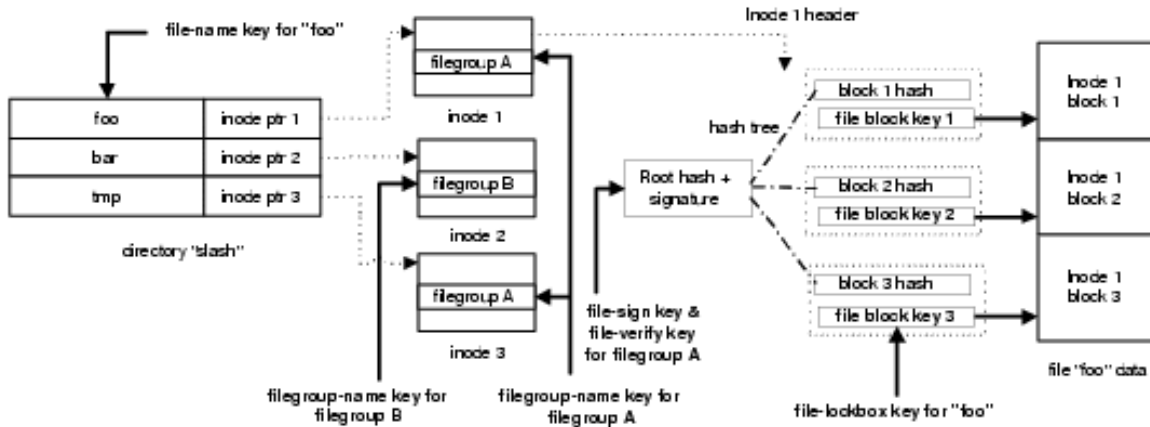 file-name key for "foo"
foo
inode ptr 1
bar
inode ptr 2
tmp
inode ptr 3
directory "slash"
filegroup A
inode 1
filegroup B
inode 2
filegroup A
inode 3
filegroup-name key for
filegroup B
filegroup-name key for
filegroup A
Inode 1 header
hash tree
Root hash +
signature
file-sign key &
file-verify key
for filegroup A
block 1 hash
file block key 1
block 2 hash
file block key 2
block 3 hash
file block key 3
file-lockbox key for "foo"
Inode 1
block 1
Inode 1
block 2
Inode 1
block 3
file "foo" data